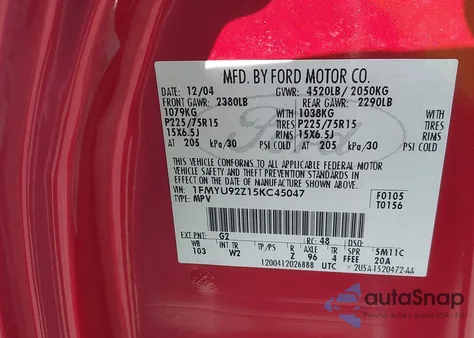 MFD. BY FORD MOTOR CO.
DATE: 12/04 GVWR: 4520LB/ 2050KG
FRONT GAWR: 2380LB REAR GAWR: 2290LB
1079KG 1038KG
P225/75R15 TIRES P225/75R15 TIRES
15X6.5J RIMS 15X6.5J RIMS
AT 205 kPa/30 PSI COLD AT 205 kPa/30 PSI COLD
Ford
THIS VEHICLE CONFORMS TO ALL APPLICABLE FEDERAL MOTOR
VEHICLE SAFETY AND THEFT PREVENTION STANDARDS IN
EFFECT ON THE DATE OF MANUFACTURE SHOWN ABOVE.
VIN: 1FMYU92Z15KC45047 F0105
TYPE: MPV T0156
EXT PNT: G2 RC: 48 DSO:
WB INT TR TP/PS R AXLE TR SPR 5M11C
103 W2 Z 96 4 FFEE 20A
1200412026888 UTC 2U5A-1520472-AA
autoSnap